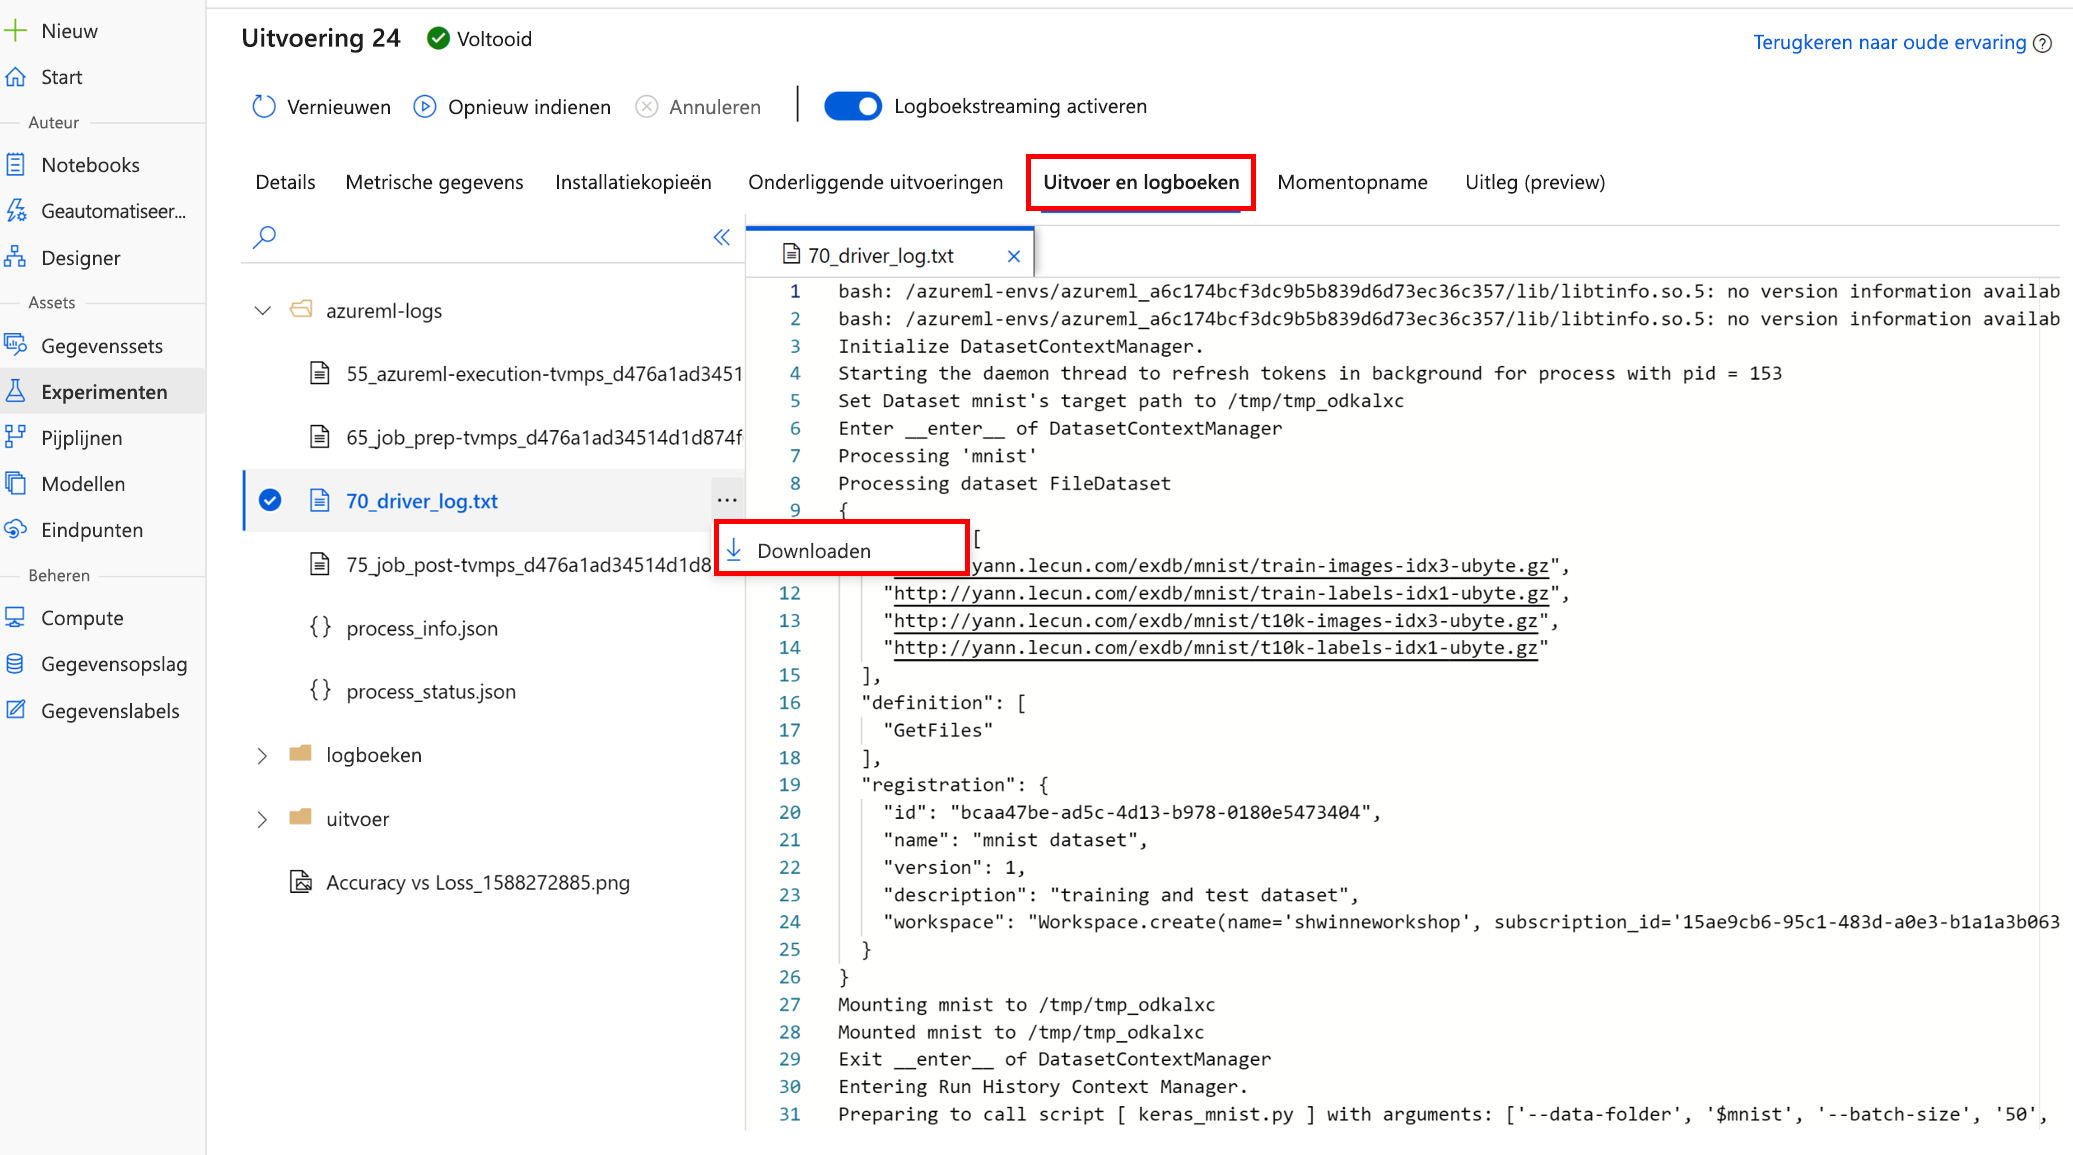 Nieuw
Start
Auteur
Notebooks
Geautomatiseer...
Designer
Assets
Gegevenssets
Experimenten
Pijplijnen
Modellen
Eindpunten
Beheren
Compute
Gegevensopslag
Gegevenslabels
Uitvoering 24 Voltooid
Terugkeren naar oude ervaring
Vernieuwen Opnieuw indienen Annuleren Logboekstreaming activeren
Details Metrische gegevens Installatiekopieën Onderliggende uitvoeringen Uitvoer en logboeken Momentopname Uitleg (preview)
azureml-logs
55_azureml-execution-tvmps_d476a1ad3451
65_job_prep-tvmps_d476a1ad34514d1d874f
70_driver_log.txt ...
Downloaden
75_job_post-tvmps_d476a1ad34514d1d8
{} process_info.json
{} process_status.json
logboeken
uitvoer
Accuracy vs Loss_1588272885.png
70_driver_log.txt
1 bash: /azureml-envs/azureml_a6c174bcf3dc9b5b839d6d73ec36c357/lib/libtinfo.so.5: no version information availab
2 bash: /azureml-envs/azureml_a6c174bcf3dc9b5b839d6d73ec36c357/lib/libtinfo.so.5: no version information availab
3 Initialize DatasetContextManager.
4 Starting the daemon thread to refresh tokens in background for process with pid = 153
5 Set Dataset mnist's target path to /tmp/tmp_odkalxc
6 Enter __enter__ of DatasetContextManager
7 Processing 'mnist'
8 Processing dataset FileDataset
9 {
[
yann.lecun.com/exdb/mnist/train-images-idx3-ubyte.gz",
12 "http://yann.lecun.com/exdb/mnist/train-labels-idx1-ubyte.gz",
13 "http://yann.lecun.com/exdb/mnist/t10k-images-idx3-ubyte.gz",
14 "http://yann.lecun.com/exdb/mnist/t10k-labels-idx1-ubyte.gz"
15 ],
16 "definition": [
17 "GetFiles"
18 ],
19 "registration": {
20 "id": "bcaa47be-ad5c-4d13-b978-0180e5473404",
21 "name": "mnist dataset",
22 "version": 1,
23 "description": "training and test dataset",
24 "workspace": "Workspace.create(name='shwinneworkshop', subscription_id='15ae9cb6-95c1-483d-a0e3-b1a1a3b063
25 }
26 }
27 Mounting mnist to /tmp/tmp_odkalxc
28 Mounted mnist to /tmp/tmp_odkalxc
29 Exit __enter__ of DatasetContextManager
30 Entering Run History Context Manager.
31 Preparing to call script [ keras_mnist.py ] with arguments: ['--data-folder', '$mnist', '--batch-size', '50',